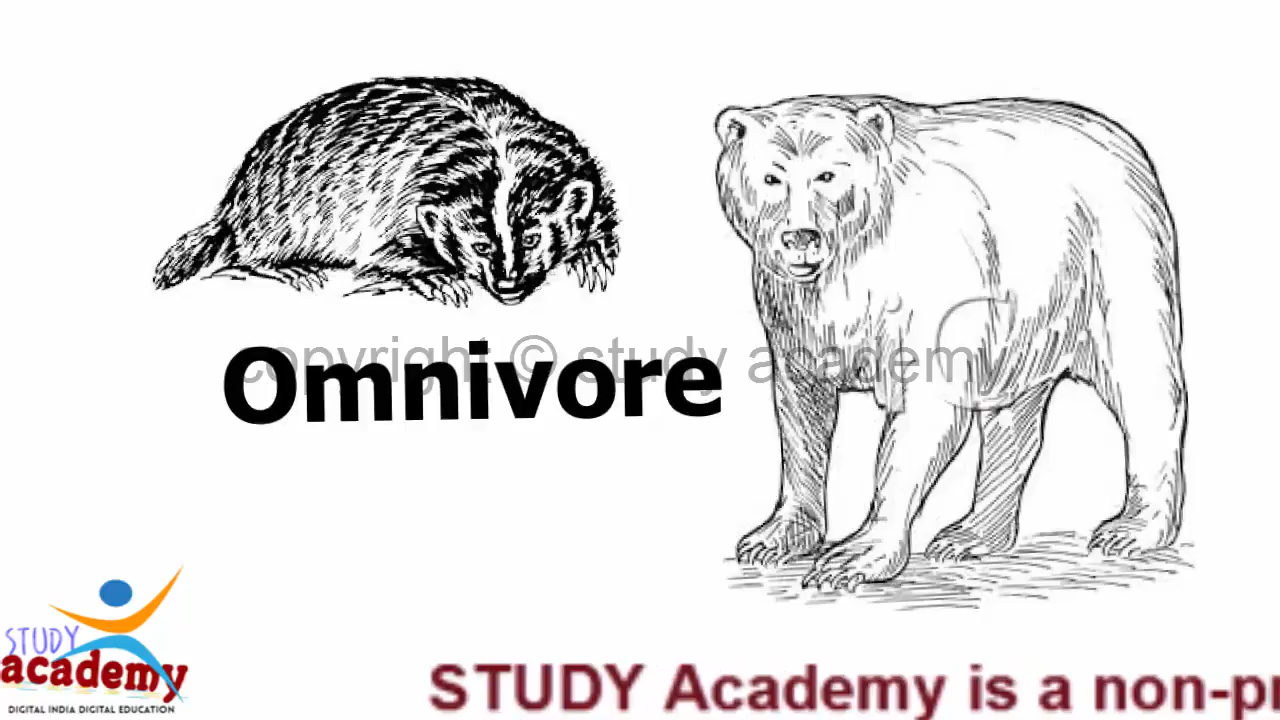 copyright © study academy
Omnivore
STUDY
academy
DIGITAL INDIA DIGITAL EDUCATION
STUDY Academy is a non-pr